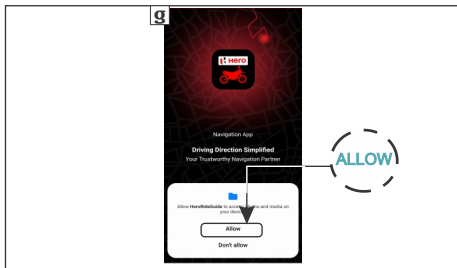 g
Hero
Navigation App
Driving Direction Simplified
Your Trustworthy Navigation Partner
ALLOW
Allow HeroRideGuide to access photos and media on
your device?
Allow
Don't allow